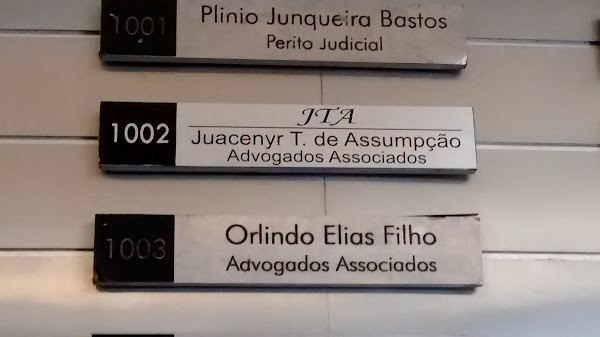 1001 Plinio Junqueira Bastos
Perito Judicial
JTA
1002 Juacenyr T. de Assumpção
Advogados Associados
Orlindo Elias Filho
1003 Advogados Associados